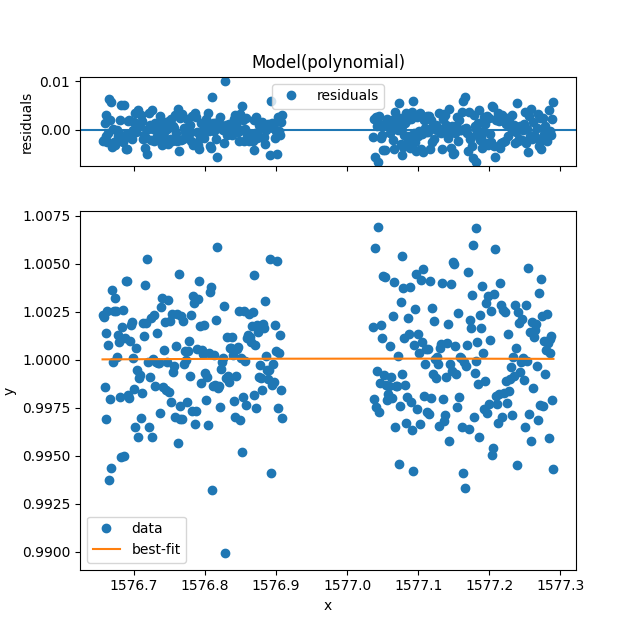 Model(polynomial)
0.01
0.00
residuals
residuals
1.0075
1.0050
1.0025
1.0000
0.9975
0.9950
0.9925
0.9900
y
data
best-fit
1576.7 1576.8 1576.9 1577.0 1577.1 1577.2 1577.3
x